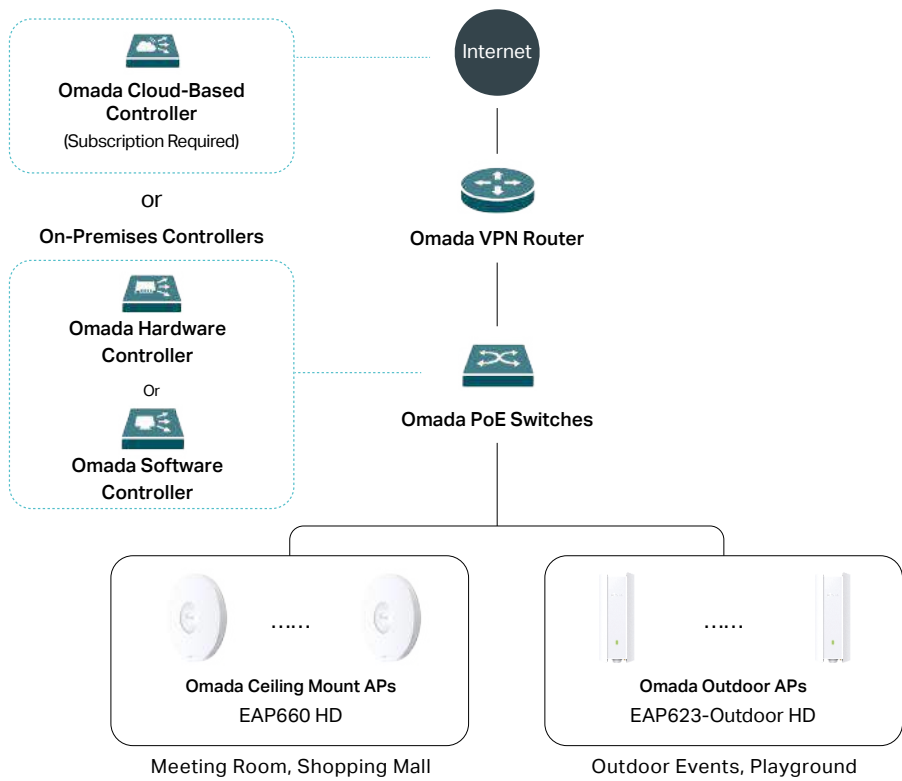 Internet
Omada Cloud-Based
Controller
(Subscription Required)
or
On-Premises Controllers
Omada VPN Router
Omada Hardware
Controller
Or
Omada Software
Controller
Omada PoE Switches
......
Omada Ceiling Mount APs
EAP660 HD
Meeting Room, Shopping Mall
......
Omada Outdoor APs
EAP623-Outdoor HD
Outdoor Events, Playground